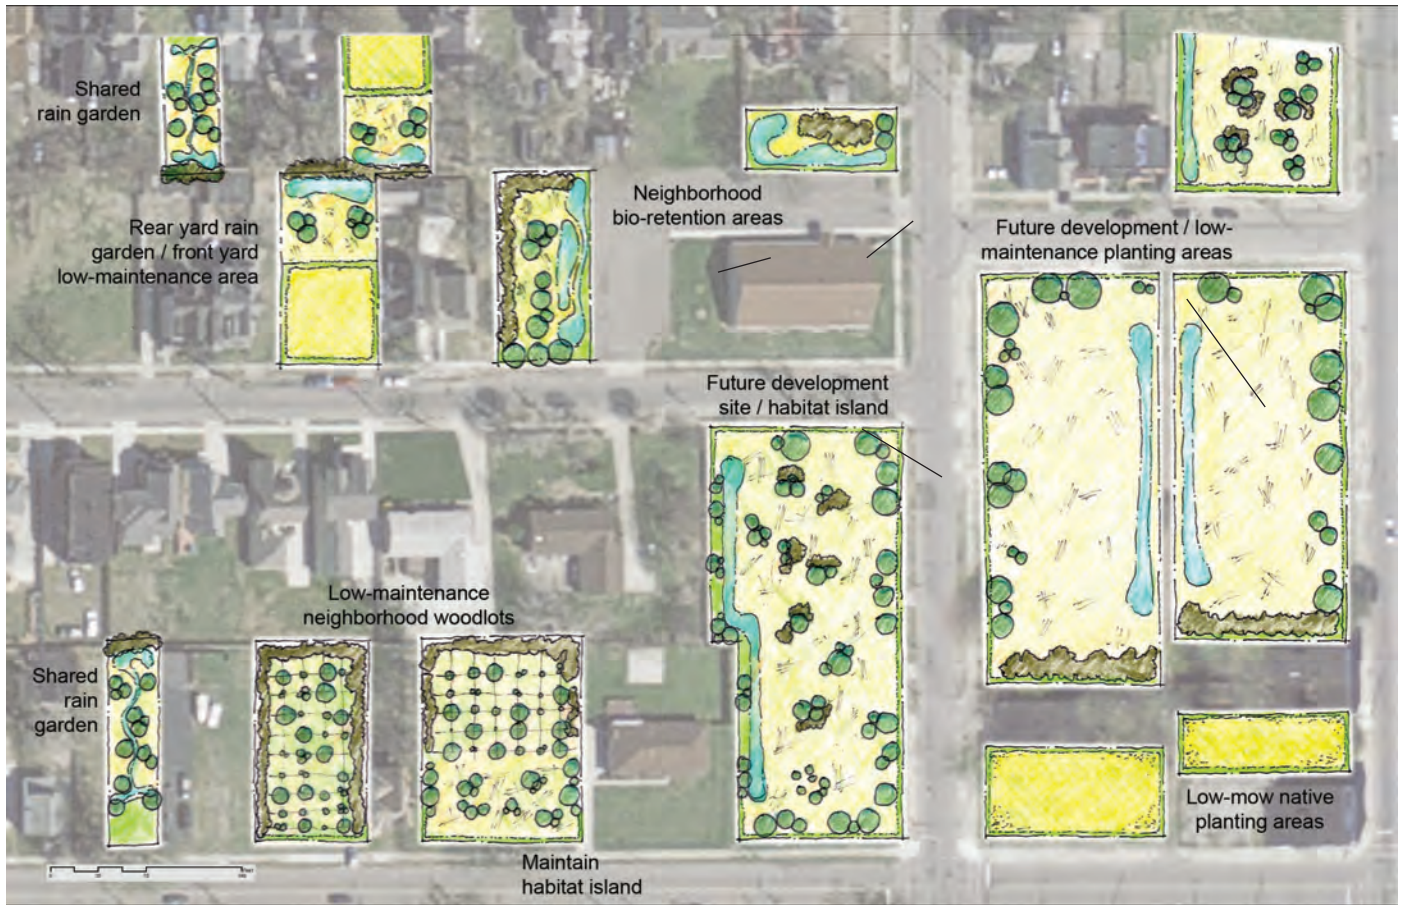 Shared
rain garden
Neighborhood
bio-retention areas
Rear yard rain
garden / front yard
low-maintenance area
Future development / low-
maintenance planting areas
Future development
site / habitat island
Low-maintenance
neighborhood woodlots
Shared
rain
garden
Low-mow native
planting areas
Maintain
habitat island